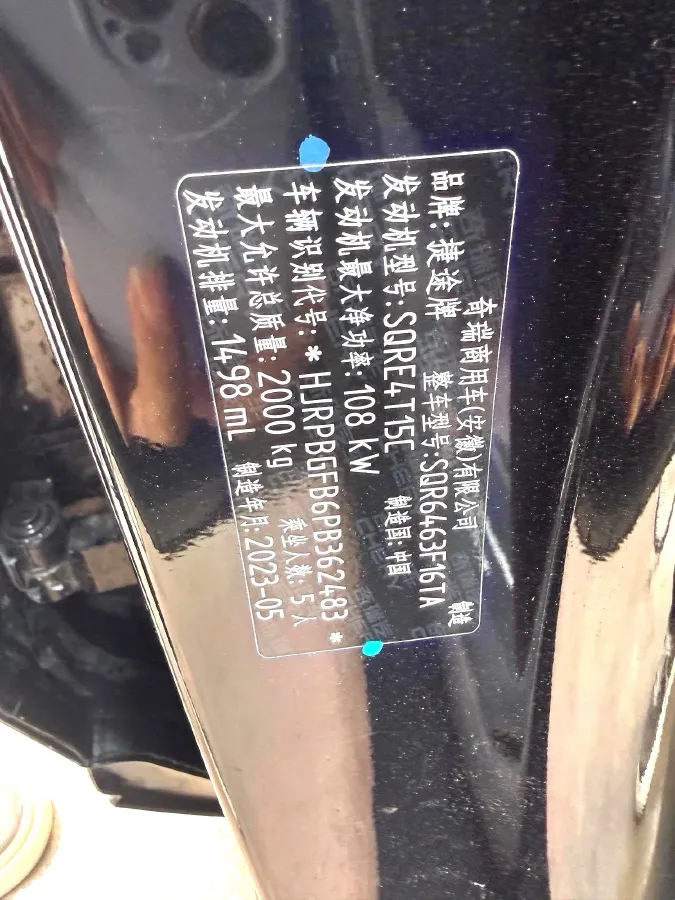 奇瑞商用车(安徽)有限公司 制造
品牌: 捷途牌 整车型号:SQR6463F16TA
发动机型号:SQRE4T15C 制造国:中国
发动机最大净功率:108 kW
车辆识别代号:* HJRPBGFB6PB362483 *
最大允许总质量:2000 kg 乘坐人数: 5 人
发动机排量:1498 mL 制造年月:2023-05